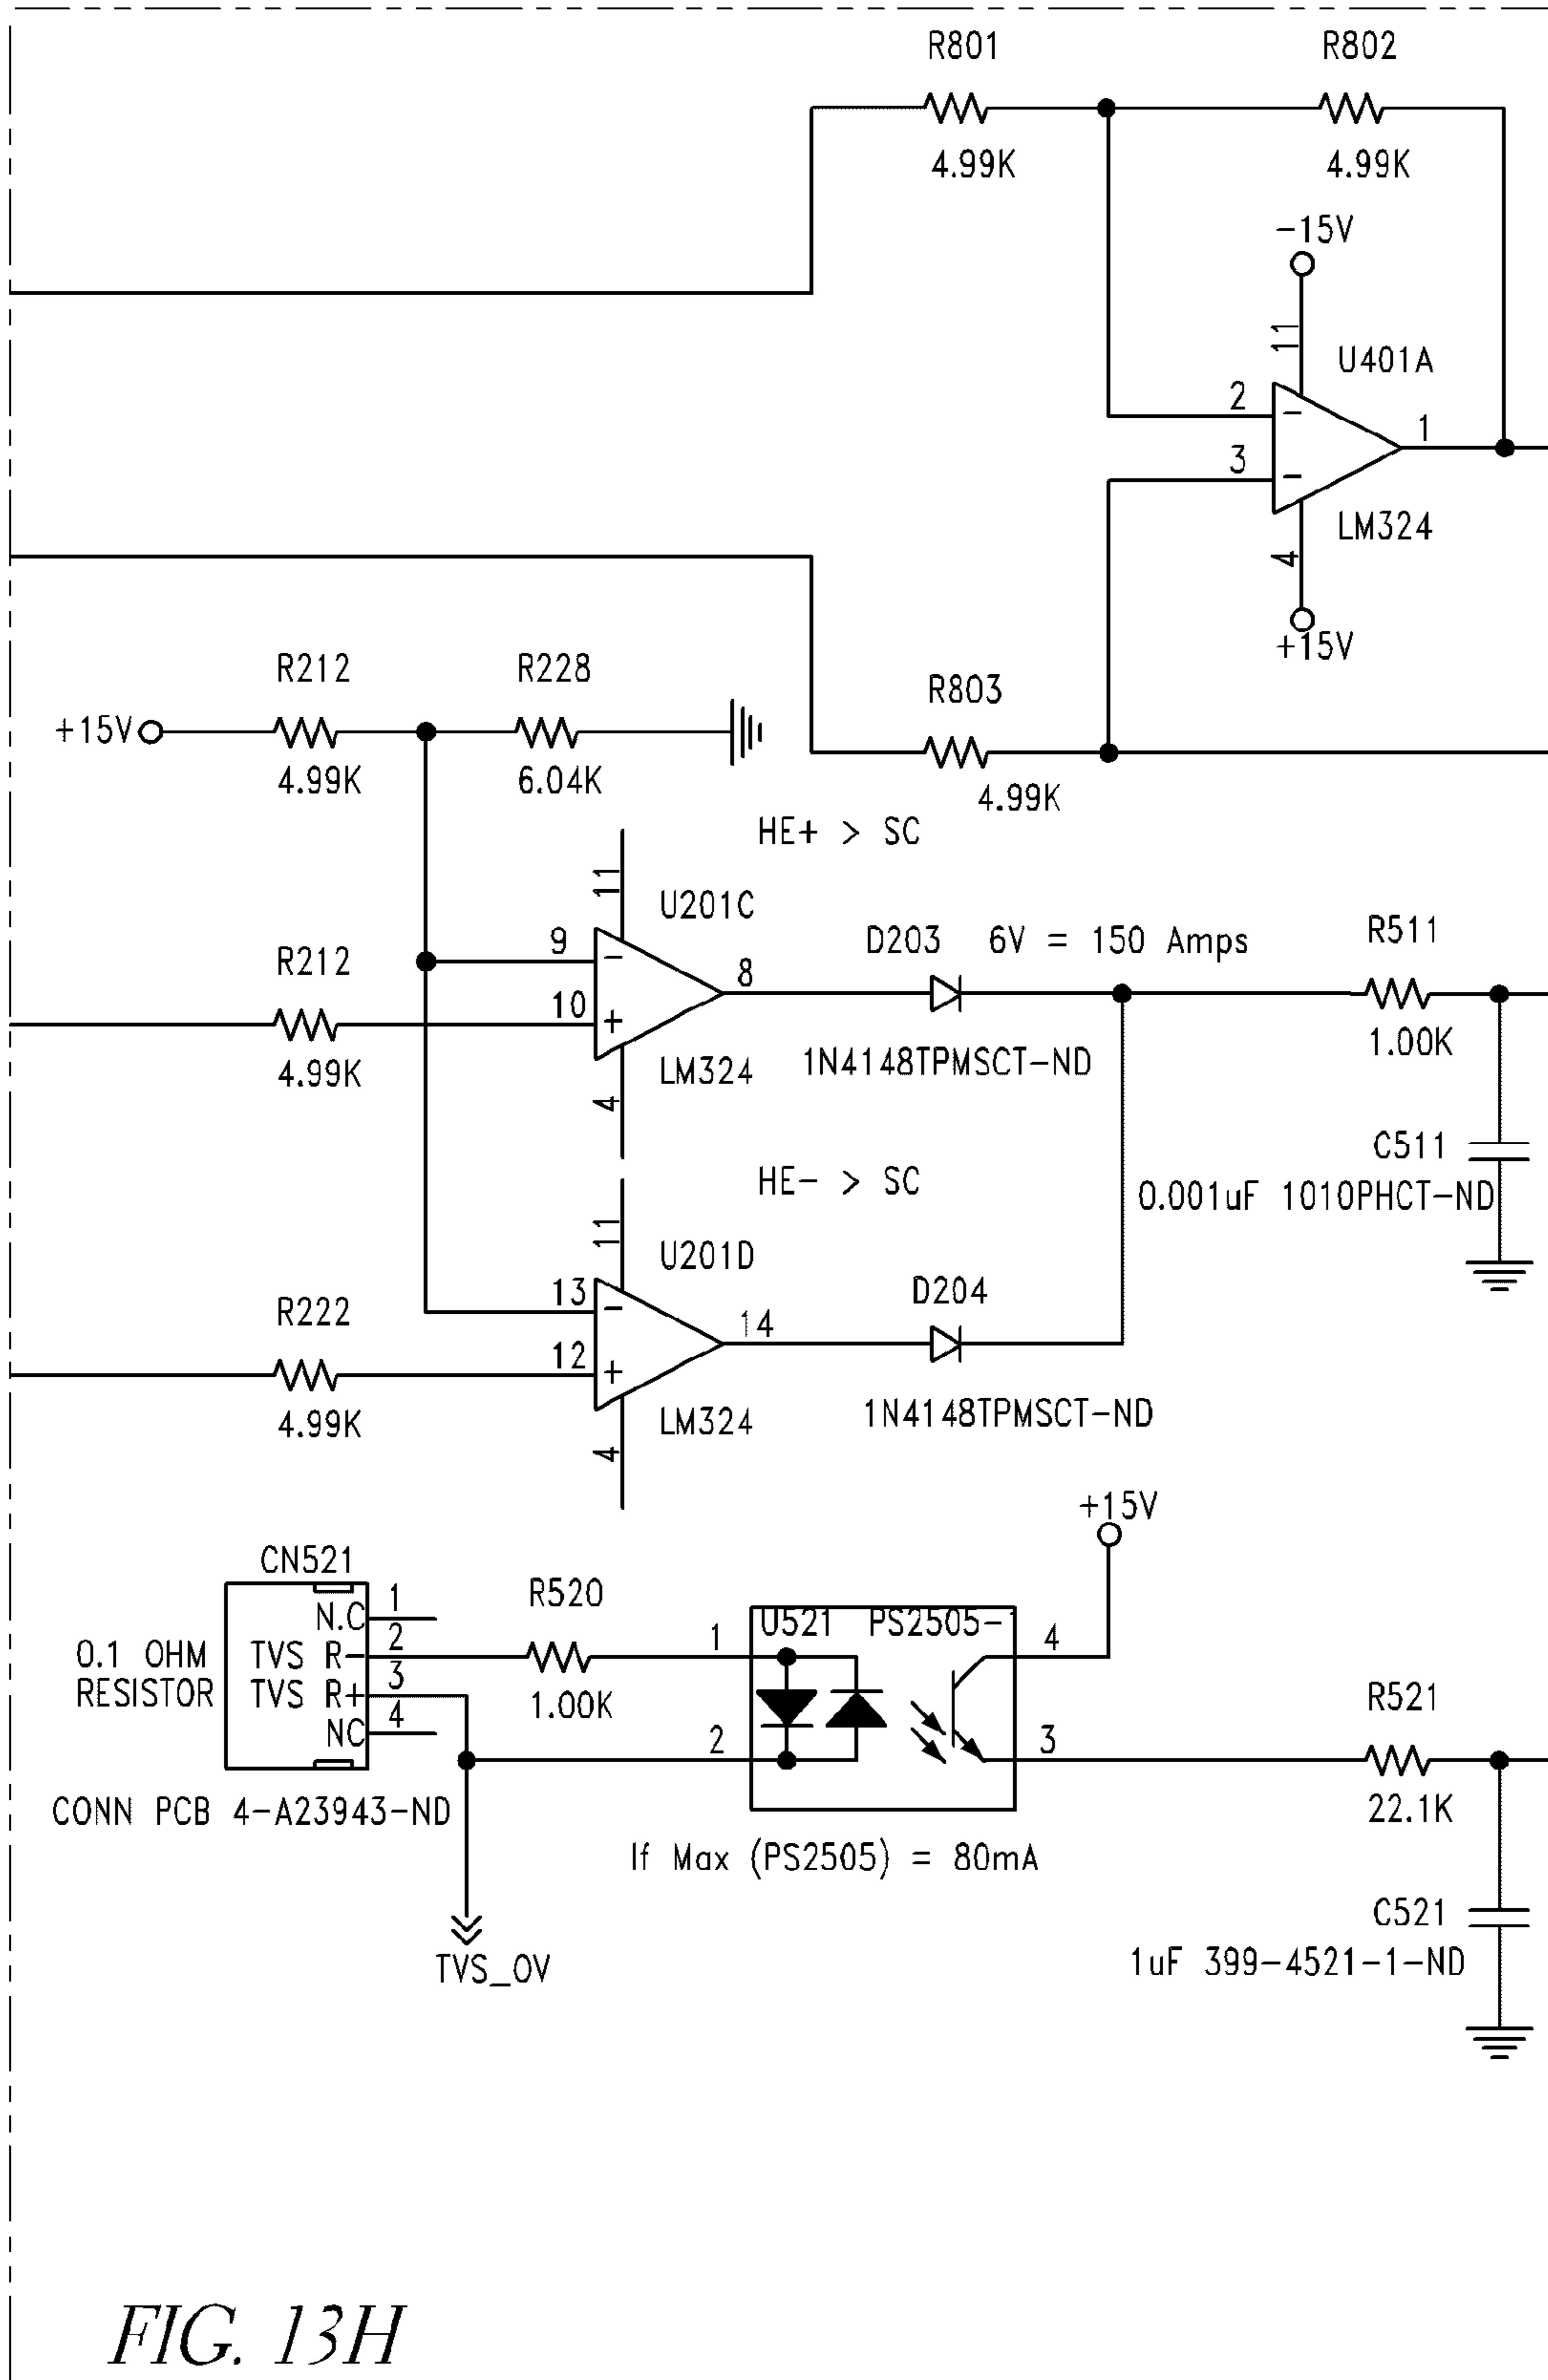 R801
R802
4.99K
4.99K
-15V
11
U401A
2
-
1
3
-
LM324
4
+15V
R212
R228
R803
+15V
4.99K
6.04K
4.99K
HE+ > SC
11
U201C
9
-
8
D203 6V = 150 Amps
R511
R212
10
+
4.99K
LM324
1N4148TPMSCT-ND
1.00K
4
HE- > SC
C511
0.001uF 1010PHCT-ND
11
U201D
13
-
14
D204
R222
12
+
4.99K
LM324
1N4148TPMSCT-ND
4
+15V
CN521
R520
N.C 1
U521 PS2505-1
0.1 OHM
RESISTOR
TVS R- 2
TVS R+ 3
NC 4
1.00K
1
4
2
3
R521
22.1K
CONN PCB 4-A23943-ND
If Max (PS2505) = 80mA
C521
1uF 399-4521-1-ND
TVS_0V
FIG. 13H